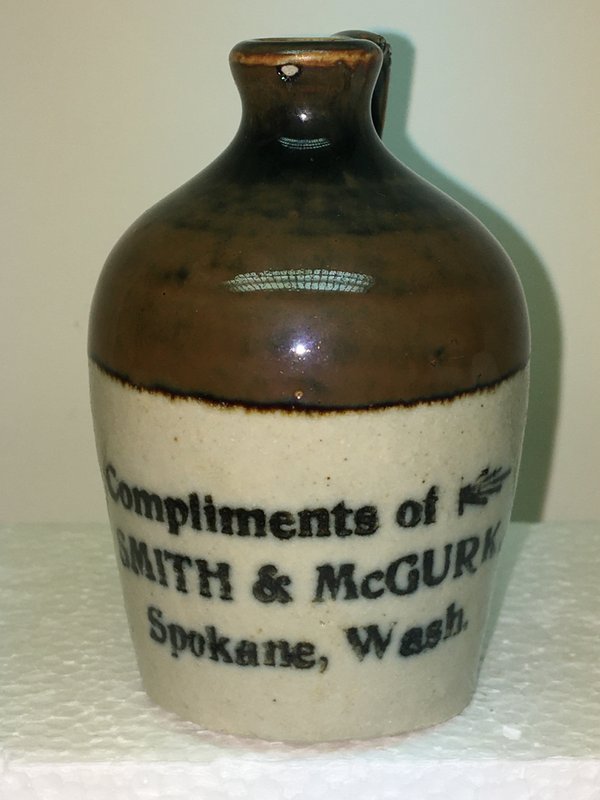 Compliments of
SMITH & McGURK,
Spokane, Wash.